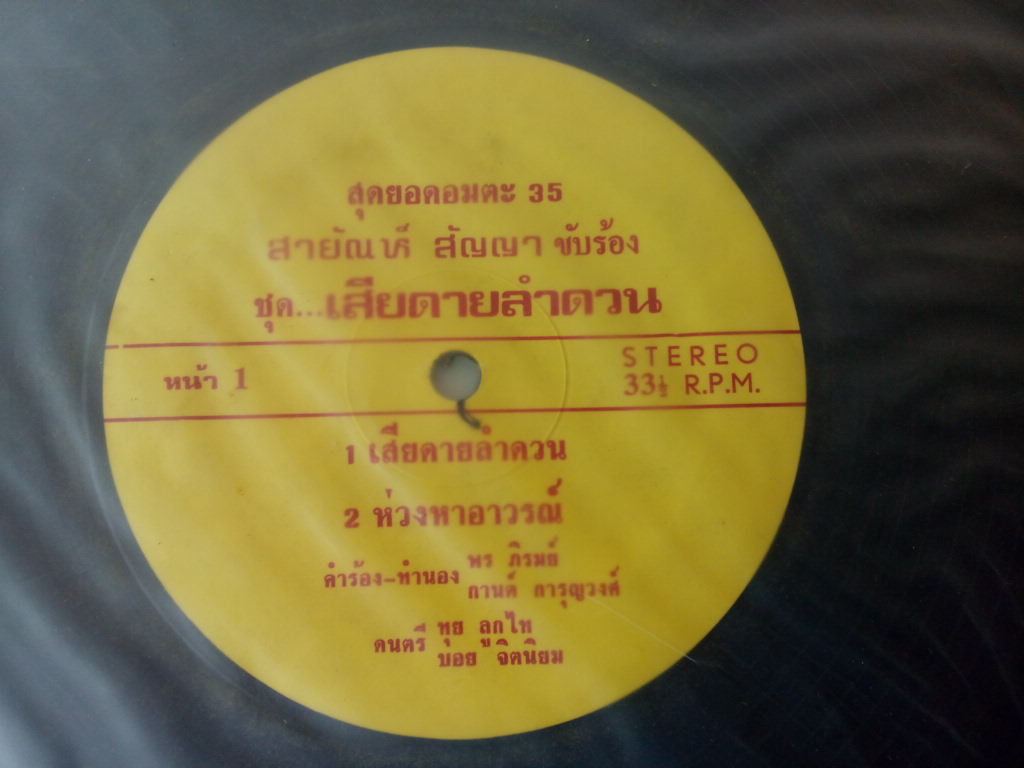 สุดยอดอมตะ 35
สายัณห์ สัญญา ขับร้อง
ชุด...เสียดายลำดวน
หน้า 1
STEREO
33½ R.P.M.
1 เสียดายลำดวน
2 ห่วงหาอาวรณ์
คำร้อง-ทำนอง พร ภิรมย์
กานต์ การุญวงศ์
ดนตรี ทุย ลูกไท
บอย จิตนิยม